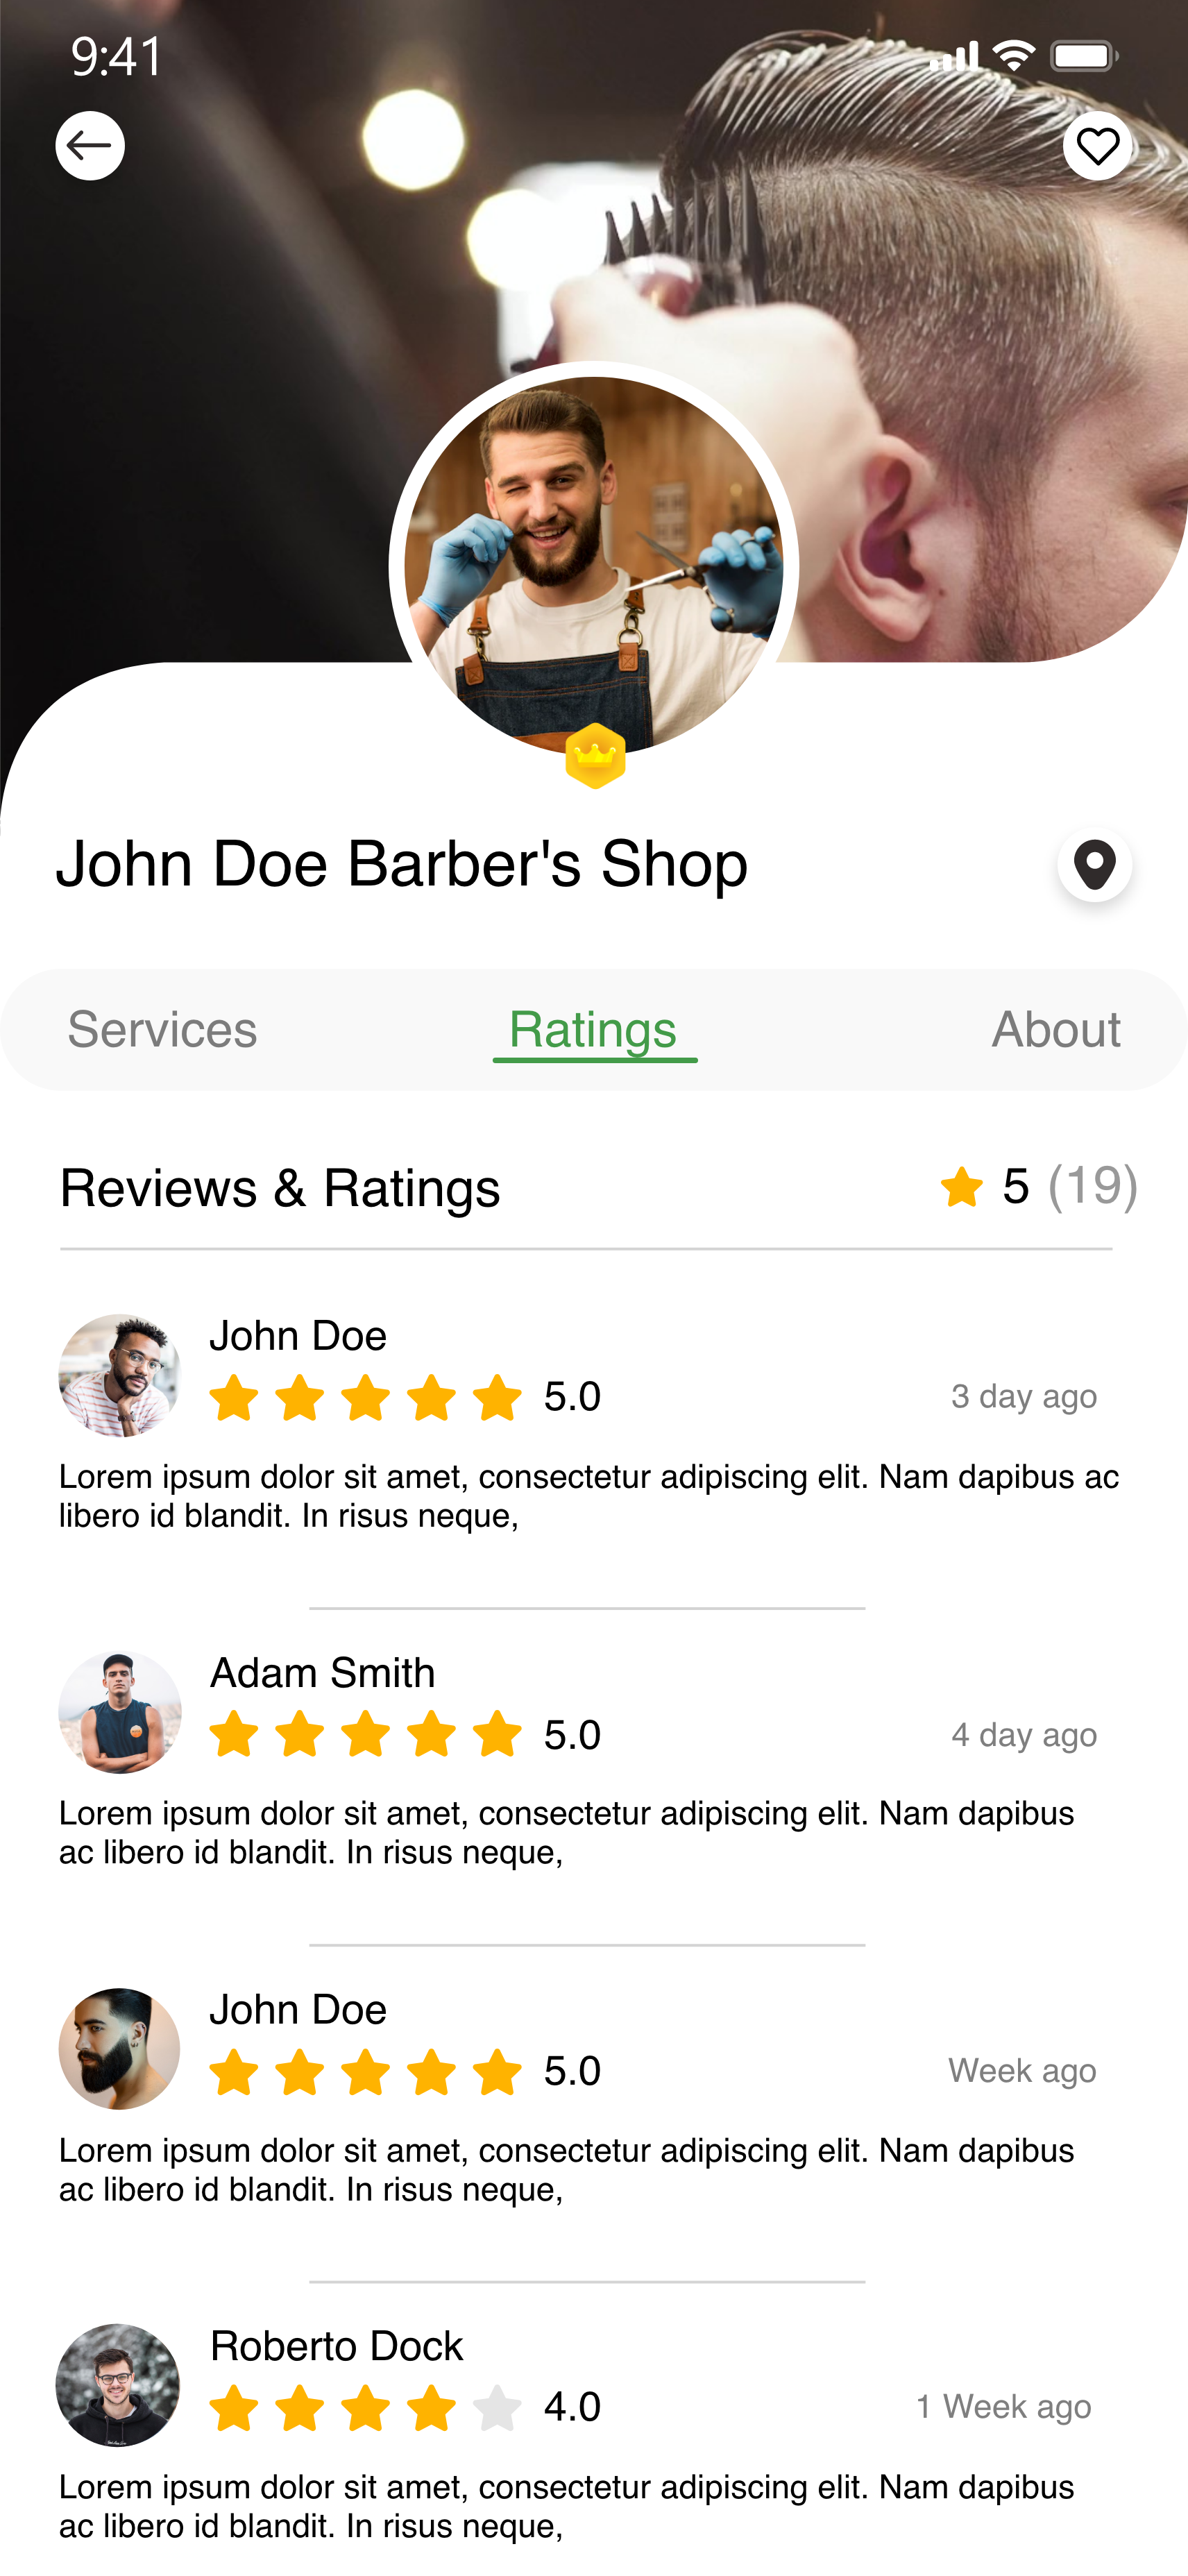 9:41
John Doe Barber's Shop
Services
Ratings
About
Reviews & Ratings
5 (19)
John Doe
5.0
3 day ago
Lorem ipsum dolor sit amet, consectetur adipiscing elit. Nam dapibus ac
libero id blandit. In risus neque,
Adam Smith
5.0
4 day ago
Lorem ipsum dolor sit amet, consectetur adipiscing elit. Nam dapibus
ac libero id blandit. In risus neque,
John Doe
5.0
Week ago
Lorem ipsum dolor sit amet, consectetur adipiscing elit. Nam dapibus
ac libero id blandit. In risus neque,
Roberto Dock
4.0
1 Week ago
Lorem ipsum dolor sit amet, consectetur adipiscing elit. Nam dapibus
ac libero id blandit. In risus neque,